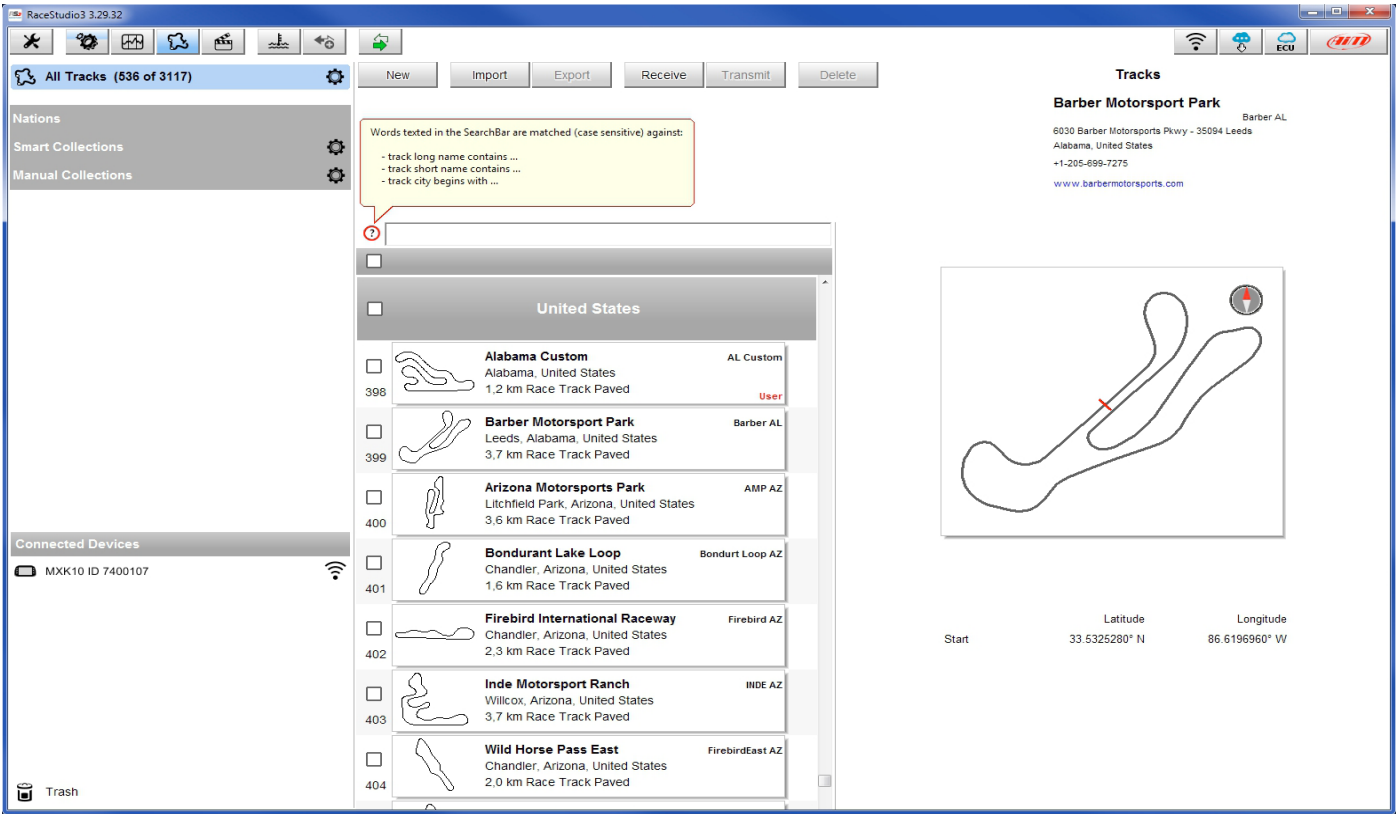 RaceStudio3 3.29.32
ECU
AiM
All Tracks (536 of 3117)
New
Import
Export
Receive
Transmit
Delete
Nations
Smart Collections
Manual Collections
Words texted in the SearchBar are matched (case sensitive) against:
- track long name contains ...
- track short name contains ...
- track city begins with ...
?
United States
Alabama Custom
AL Custom
Alabama, United States
1,2 km Race Track Paved
User
398
Barber Motorsport Park
Barber AL
Leeds, Alabama, United States
3,7 km Race Track Paved
399
Arizona Motorsports Park
AMP AZ
Litchfield Park, Arizona, United States
3,6 km Race Track Paved
400
Bondurant Lake Loop
Bondurt Loop AZ
Chandler, Arizona, United States
1,6 km Race Track Paved
401
Firebird International Raceway
Firebird AZ
Chandler, Arizona, United States
2,3 km Race Track Paved
402
Inde Motorsport Ranch
INDE AZ
Willcox, Arizona, United States
3,7 km Race Track Paved
403
Wild Horse Pass East
FirebirdEast AZ
Chandler, Arizona, United States
2,0 km Race Track Paved
404
Connected Devices
MXK10 ID 7400107
Trash
Tracks
Barber Motorsport Park
Barber AL
6030 Barber Motorsports Pkwy - 35094 Leeds
Alabama, United States
+1-205-699-7275
www.barbermotorsports.com
Latitude
Longitude
Start
33.5325280° N
86.6196960° W